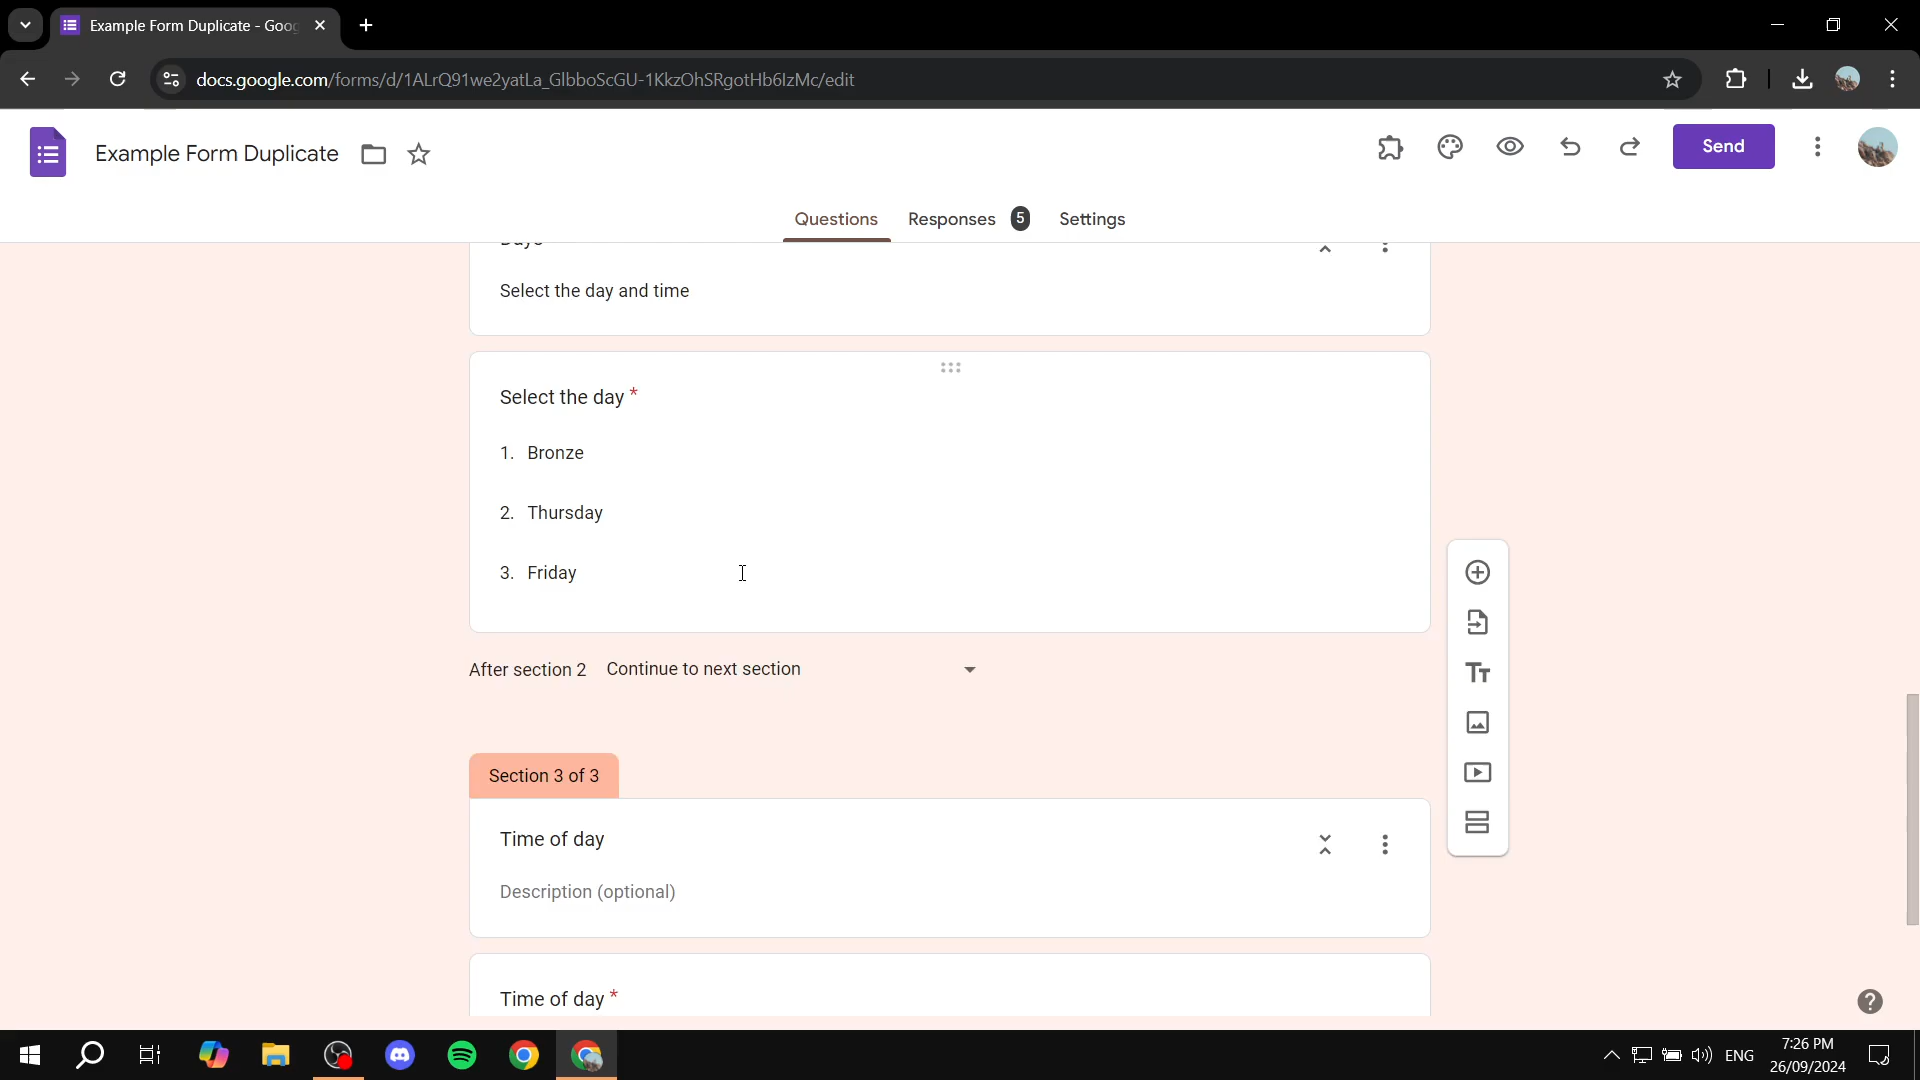 Example Form Duplicate - Goog
docs.google.com/forms/d/1ALrQ91we2yatLa_GlbboScGU-1KkzOhSRgotHb6IzMc/edit
Example Form Duplicate
Send
Questions
Responses 5
Settings
Days
Select the day and time
Select the day *
1. Bronze
2. Thursday
3. Friday
After section 2 Continue to next section
Section 3 of 3
Time of day
Description (optional)
Time of day *
ENG
7:26 PM
26/09/2024